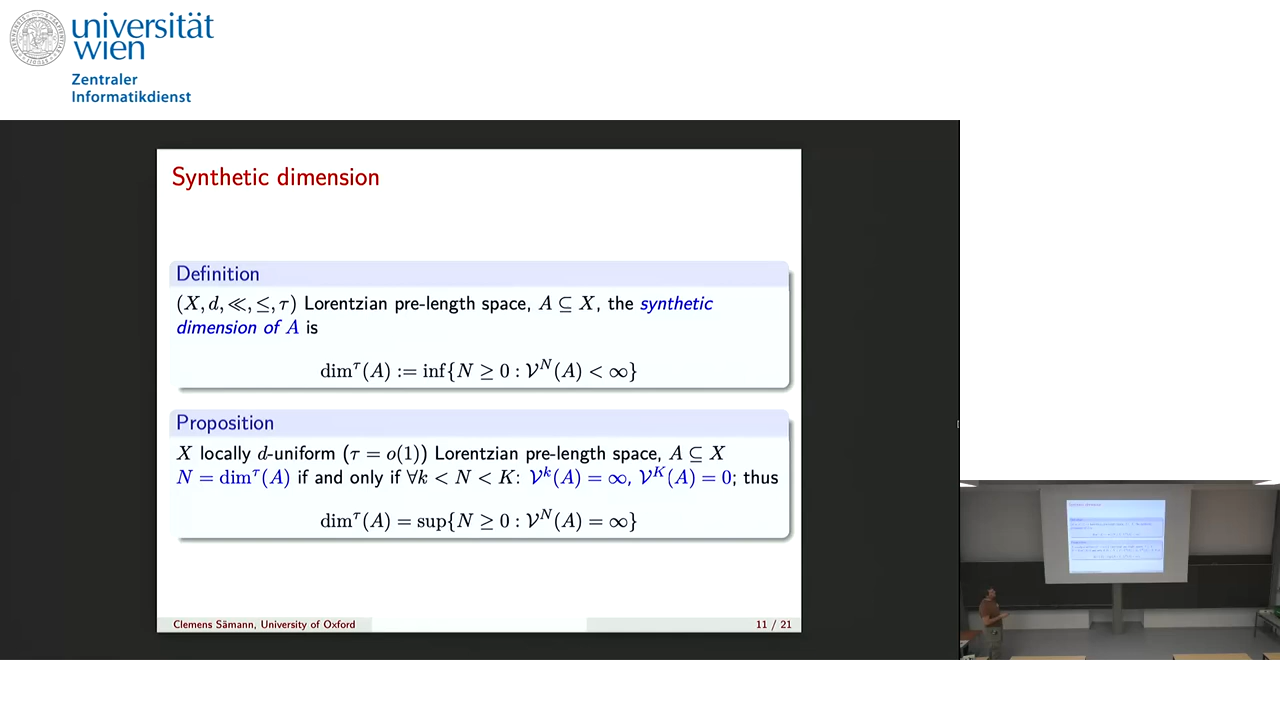 universität
wien
Zentraler
Informatikdienst
Synthetic dimension
Definition
(X, d, ≪, ≤, τ) Lorentzian pre-length space, A ⊆ X, the synthetic
dimension of A is
dim^τ(A) := inf{N ≥ 0 : 𝒱^N(A) < ∞}
Proposition
X locally d-uniform (τ = o(1)) Lorentzian pre-length space, A ⊆ X
N = dim^τ(A) if and only if ∀k < N < K: 𝒱^k(A) = ∞, 𝒱^K(A) = 0; thus
dim^τ(A) = sup{N ≥ 0 : 𝒱^N(A) = ∞}
Clemens Sämann, University of Oxford
11 / 21